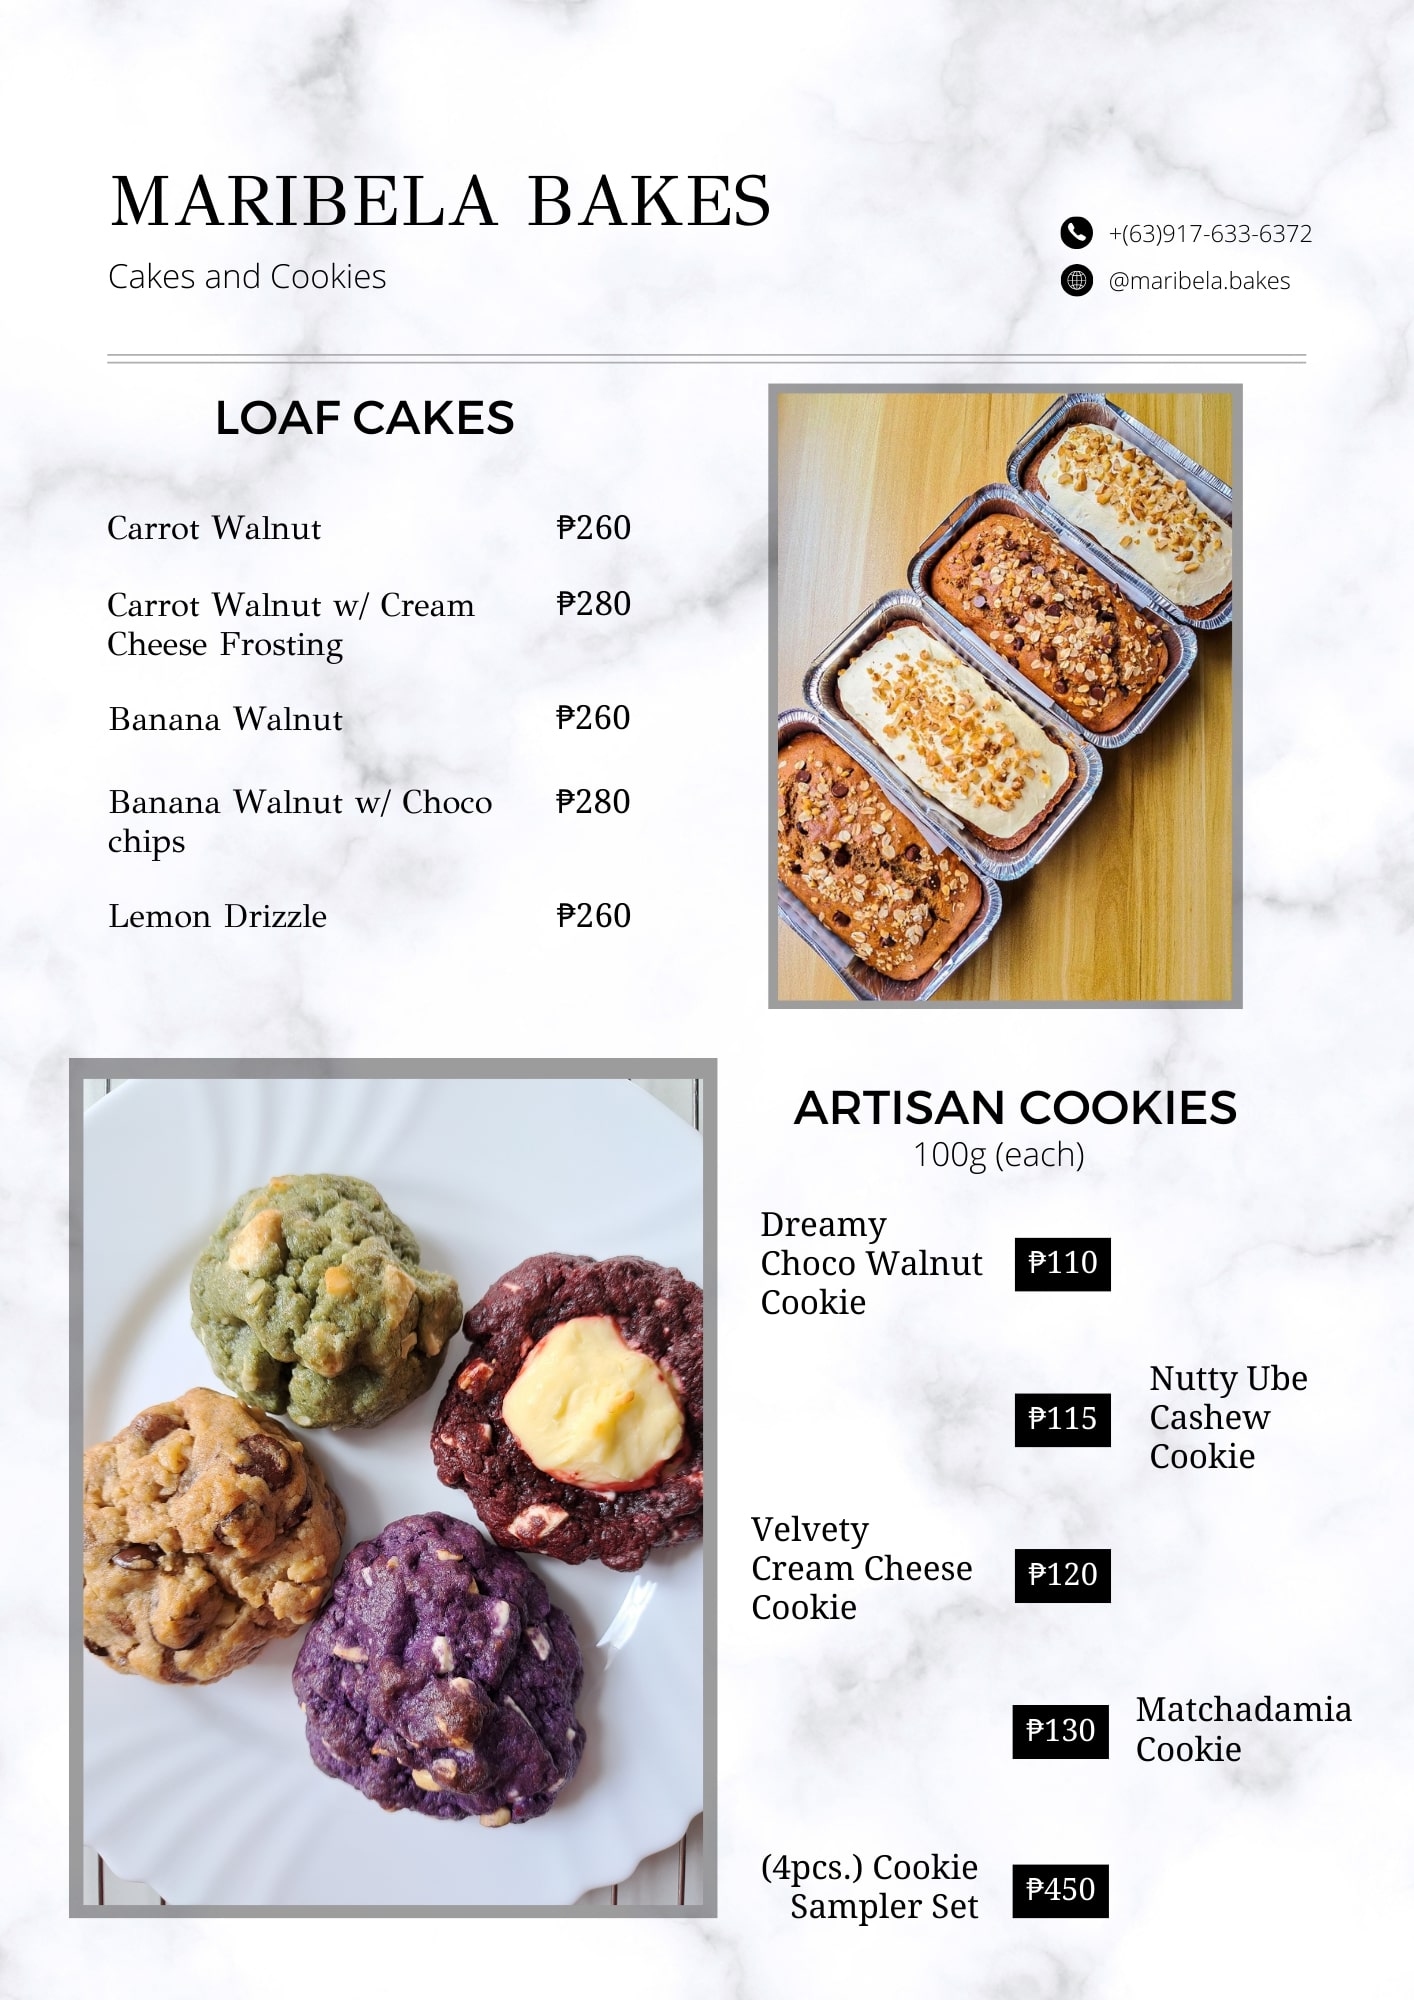 MARIBELA BAKES
Cakes and Cookies
+(63)917-633-6372
@maribela.bakes
LOAF CAKES
Carrot Walnut ₱260
Carrot Walnut w/ Cream ₱280
Cheese Frosting
Banana Walnut ₱260
Banana Walnut w/ Choco ₱280
chips
Lemon Drizzle ₱260
ARTISAN COOKIES
100g (each)
Dreamy
Choco Walnut ₱110
Cookie
Nutty Ube
₱115 Cashew
Cookie
Velvety
Cream Cheese ₱120
Cookie
Matchadamia
₱130
Cookie
(4pcs.) Cookie
₱450
Sampler Set